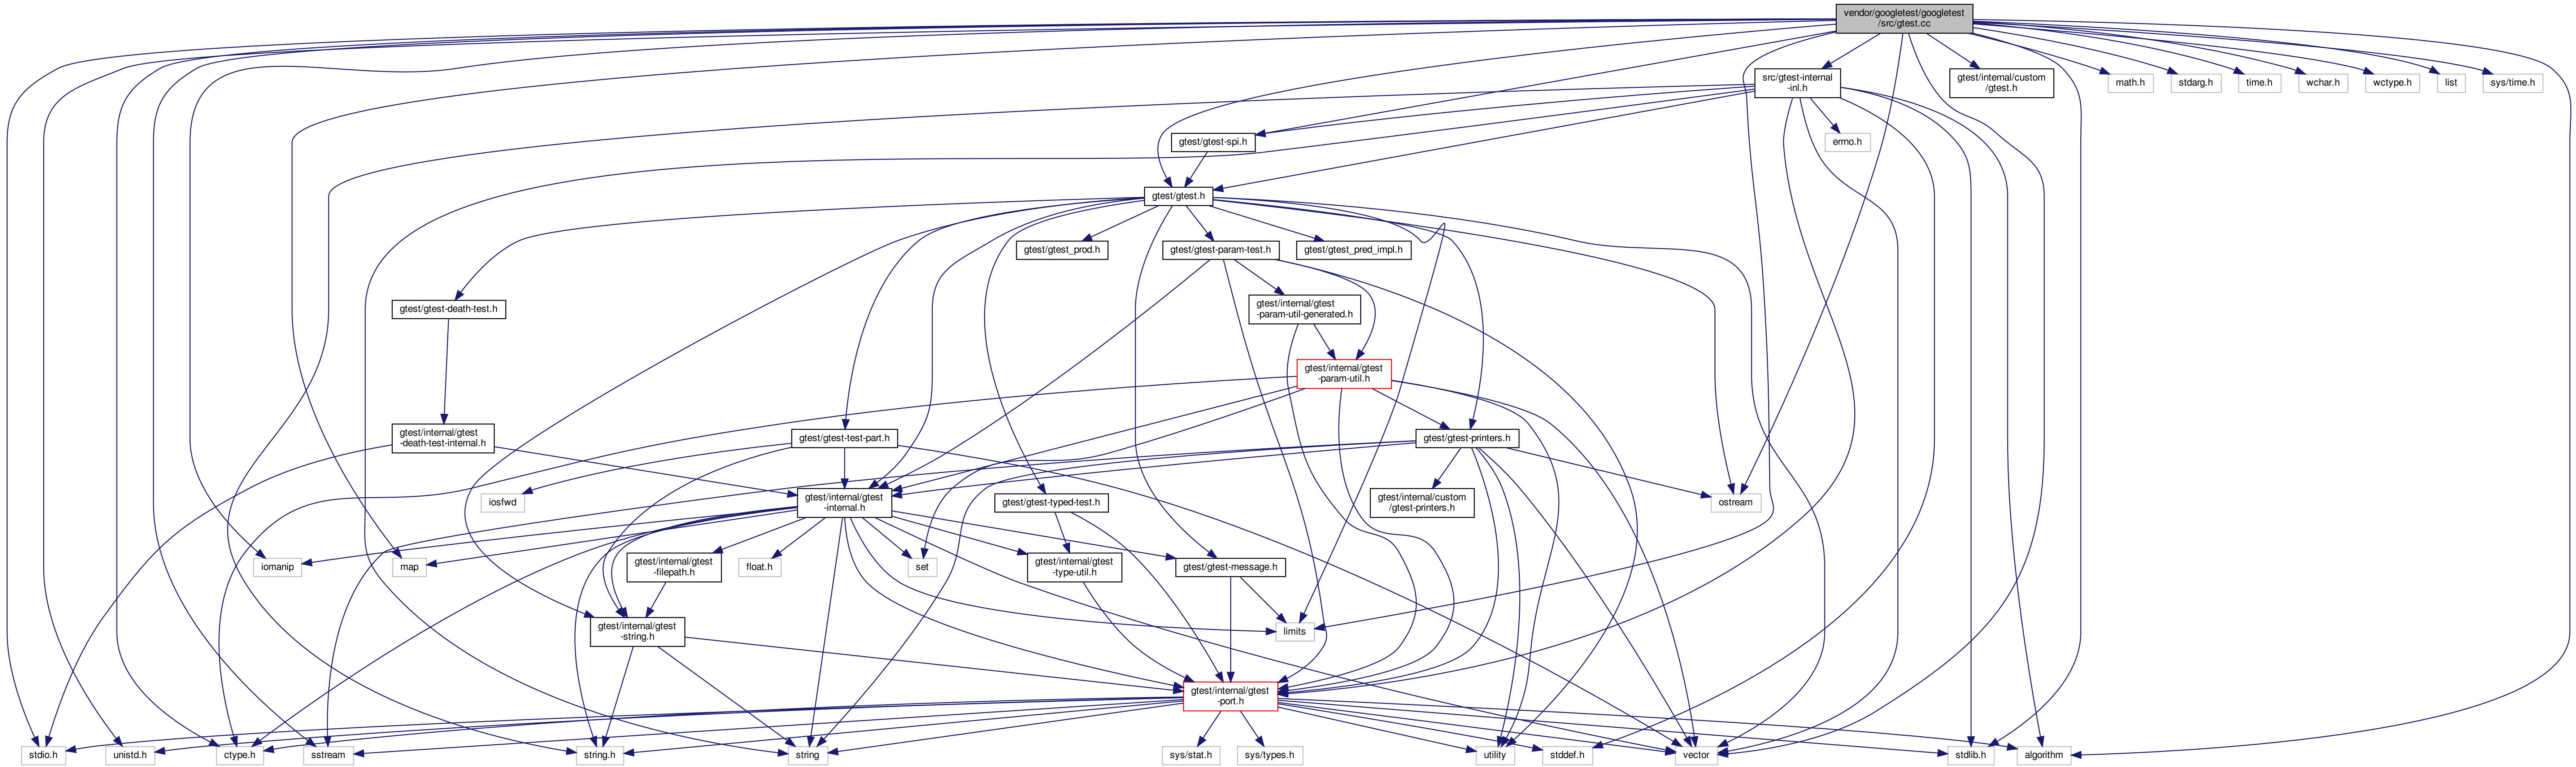 vendor/googletest/googletest
/src/gtest.cc
src/gtest-internal
-inl.h
gtest/internal/custom
/gtest.h
math.h
stdarg.h
time.h
wchar.h
wctype.h
list
sys/time.h
gtest/gtest-spi.h
errno.h
gtest/gtest.h
gtest/gtest_prod.h
gtest/gtest-param-test.h
gtest/gtest_pred_impl.h
gtest/gtest-death-test.h
gtest/internal/gtest
-param-util-generated.h
gtest/internal/gtest
-param-util.h
gtest/internal/gtest
-death-test-internal.h
gtest/gtest-test-part.h
gtest/gtest-printers.h
iosfwd
gtest/internal/gtest
-internal.h
gtest/gtest-typed-test.h
gtest/internal/custom
/gtest-printers.h
ostream
iomanip
map
gtest/internal/gtest
-filepath.h
float.h
set
gtest/internal/gtest
-type-util.h
gtest/gtest-message.h
gtest/internal/gtest
-string.h
limits
gtest/internal/gtest
-port.h
stdio.h
unistd.h
ctype.h
sstream
string.h
string
sys/stat.h
sys/types.h
utility
stddef.h
vector
stdlib.h
algorithm